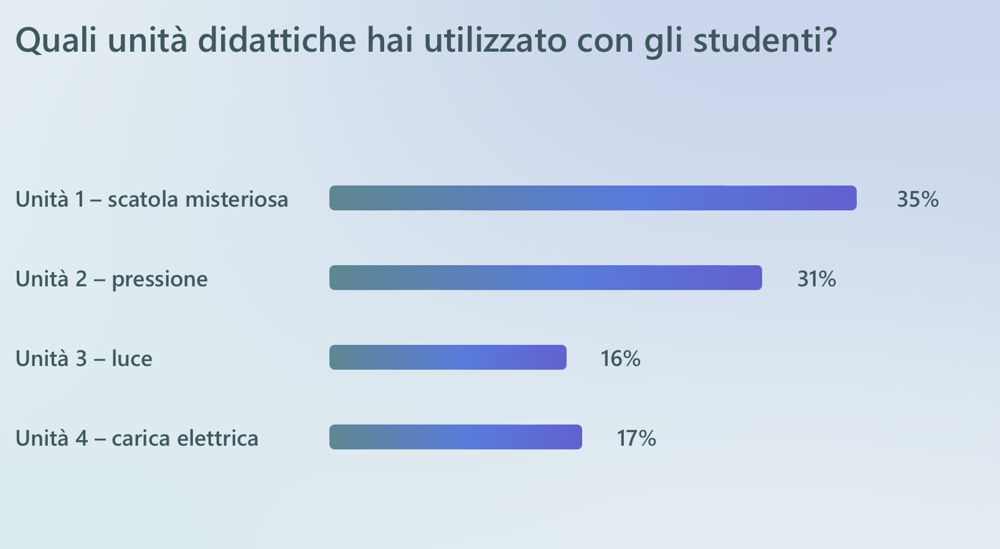 Quali unità didattiche hai utilizzato con gli studenti?
Unità 1 – scatola misteriosa 35%
Unità 2 – pressione 31%
Unità 3 – luce 16%
Unità 4 – carica elettrica 17%